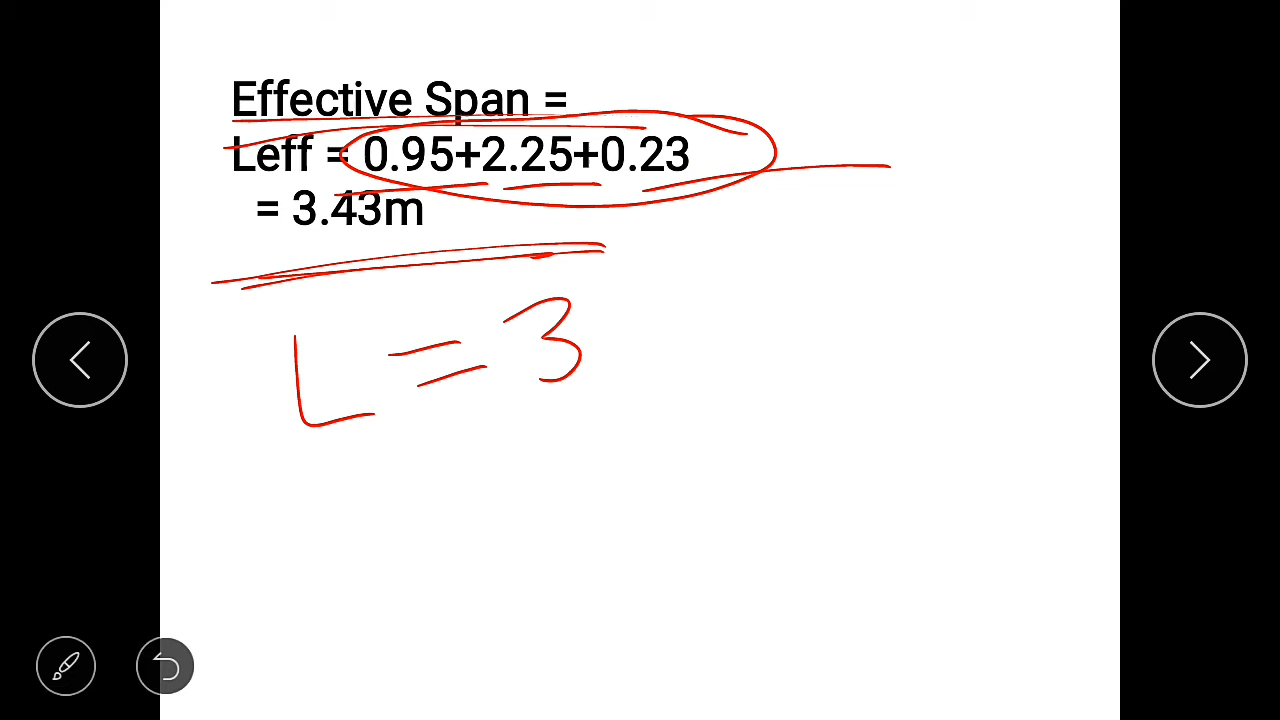 Effective Span =
Leff = 0.95+2.25+0.23
= 3.43m
L = 3